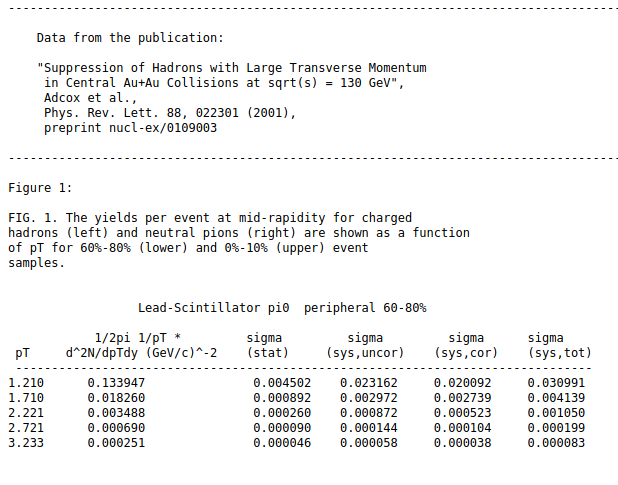 -------------------------------------------------------------------------------------
Data from the publication:
"Suppression of Hadrons with Large Transverse Momentum
in Central Au+Au Collisions at sqrt(s) = 130 GeV",
Adcox et al.,
Phys. Rev. Lett. 88, 022301 (2001),
preprint nucl-ex/0109003
-------------------------------------------------------------------------------------
Figure 1:
FIG. 1. The yields per event at mid-rapidity for charged
hadrons (left) and neutral pions (right) are shown as a function
of pT for 60%-80% (lower) and 0%-10% (upper) event
samples.
Lead-Scintillator pi0  peripheral 60-80%
1/2pi 1/pT *         sigma         sigma         sigma      sigma
pT     d^2N/dpTdy (GeV/c)^-2    (stat)     (sys,uncor)    (sys,cor)    (sys,tot)
--------------------------------------------------------------------------------
1.210      0.133947               0.004502    0.023162     0.020092     0.030991
1.710      0.018260               0.000892    0.002972     0.002739     0.004139
2.221      0.003488               0.000260    0.000872     0.000523     0.001050
2.721      0.000690               0.000090    0.000144     0.000104     0.000199
3.233      0.000251               0.000046    0.000058     0.000038     0.000083